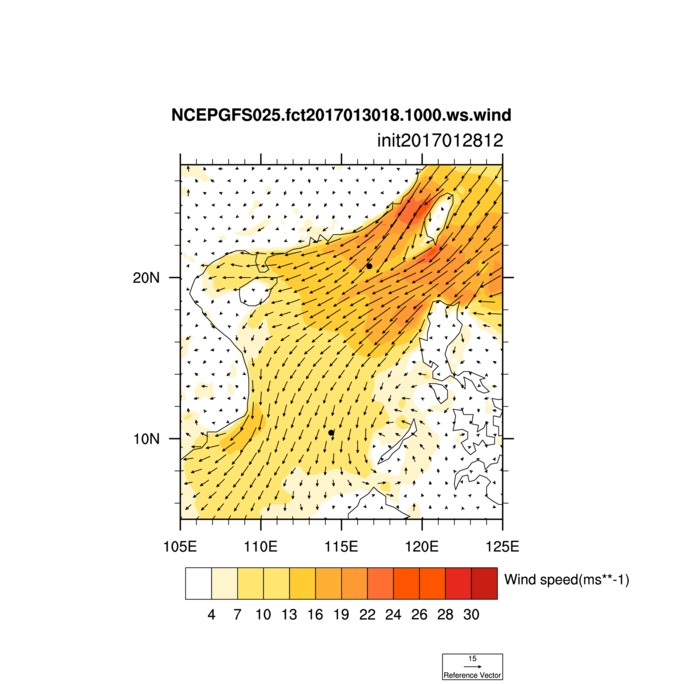 NCEPGFS025.fct2017013018.1000.ws.wind
init2017012812
20N
10N
105E 110E 115E 120E 125E
Wind speed(ms**-1)
4 7 10 13 16 19 22 24 26 28 30
15
Reference Vector